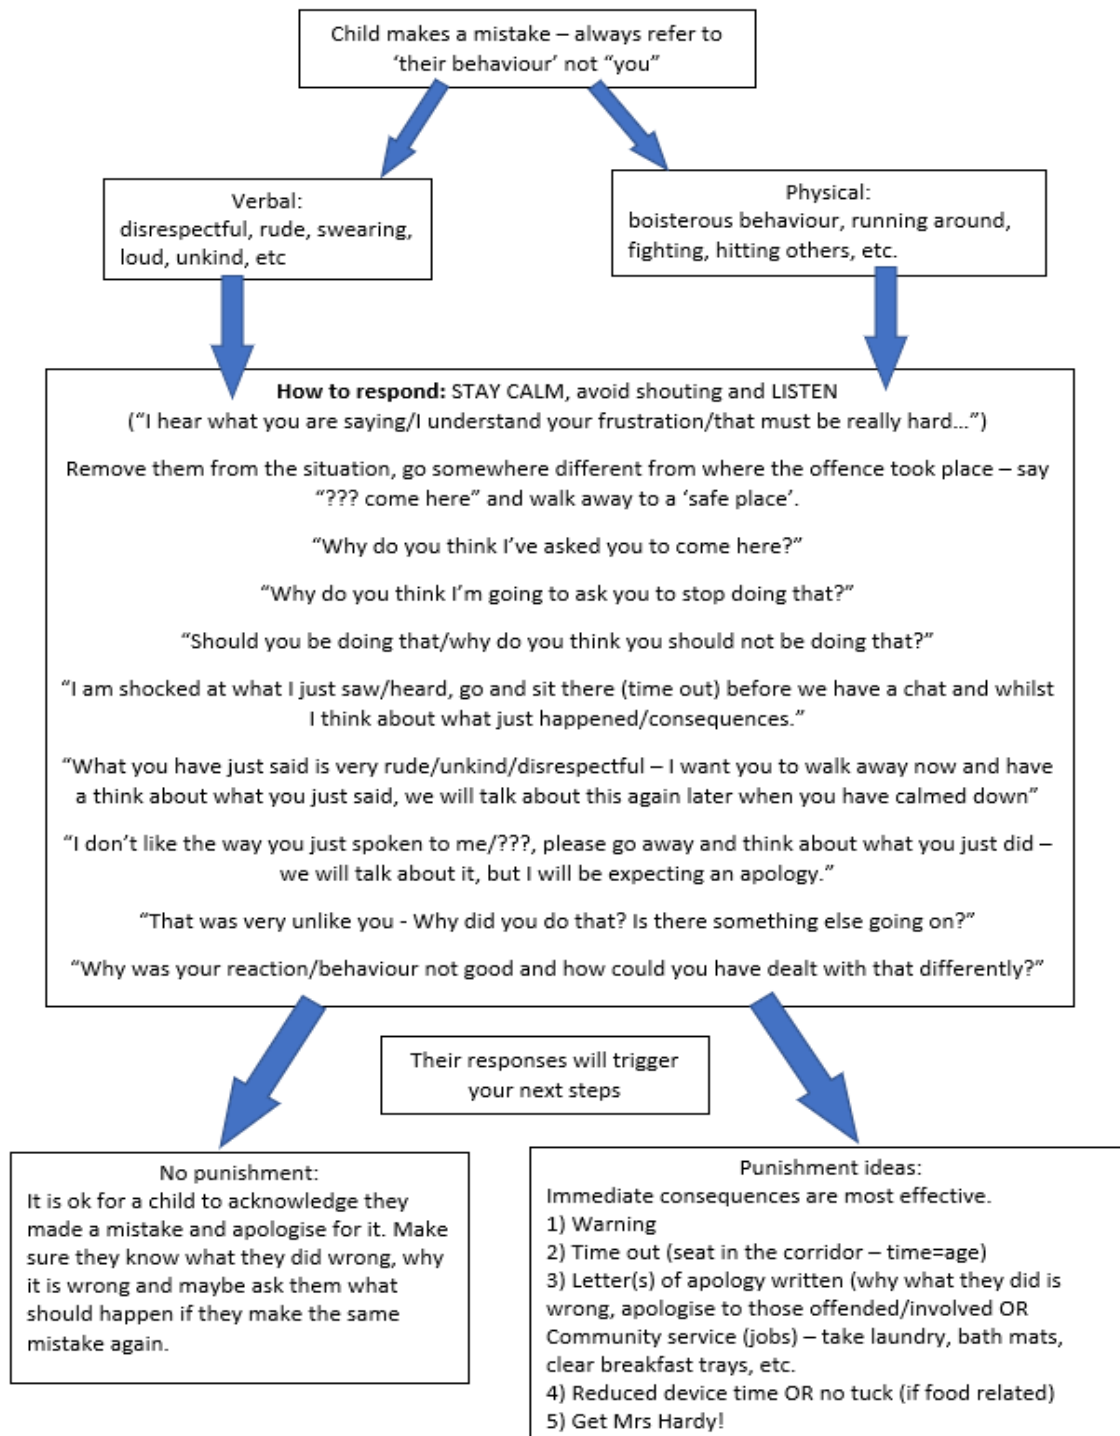 Child makes a mistake – always refer to
‘their behaviour’ not “you”
Verbal:
disrespectful, rude, swearing,
loud, unkind, etc
Physical:
boisterous behaviour, running around,
fighting, hitting others, etc.
How to respond: STAY CALM, avoid shouting and LISTEN
(“I hear what you are saying/I understand your frustration/that must be really hard…”)
Remove them from the situation, go somewhere different from where the offence took place – say
“??? come here” and walk away to a ‘safe place’.
“Why do you think I’ve asked you to come here?”
“Why do you think I’m going to ask you to stop doing that?”
“Should you be doing that/why do you think you should not be doing that?”
“I am shocked at what I just saw/heard, go and sit there (time out) before we have a chat and whilst
I think about what just happened/consequences.”
“What you have just said is very rude/unkind/disrespectful – I want you to walk away now and have
a think about what you just said, we will talk about this again later when you have calmed down”
“I don’t like the way you just spoken to me/???, please go away and think about what you just did –
we will talk about it, but I will be expecting an apology.”
“That was very unlike you - Why did you do that? Is there something else going on?”
“Why was your reaction/behaviour not good and how could you have dealt with that differently?”
Their responses will trigger
your next steps
No punishment:
It is ok for a child to acknowledge they
made a mistake and apologise for it. Make
sure they know what they did wrong, why
it is wrong and maybe ask them what
should happen if they make the same
mistake again.
Punishment ideas:
Immediate consequences are most effective.
1) Warning
2) Time out (seat in the corridor – time=age)
3) Letter(s) of apology written (why what they did is
wrong, apologise to those offended/involved OR
Community service (jobs) – take laundry, bath mats,
clear breakfast trays, etc.
4) Reduced device time OR no tuck (if food related)
5) Get Mrs Hardy!